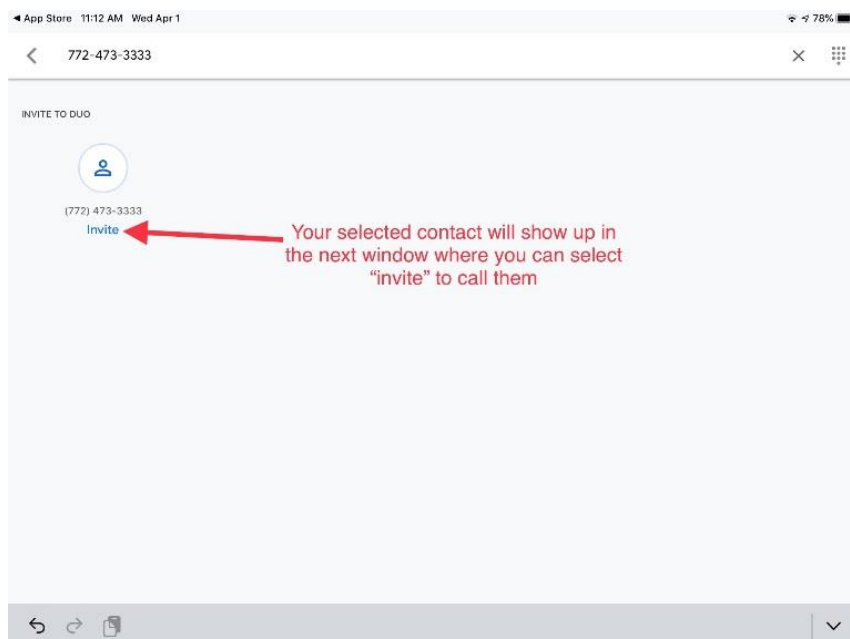 App Store 11:12 AM Wed Apr 1 78%
772-473-3333
INVITE TO DUO
(772) 473-3333
Invite
Your selected contact will show up in
the next window where you can select
“invite” to call them